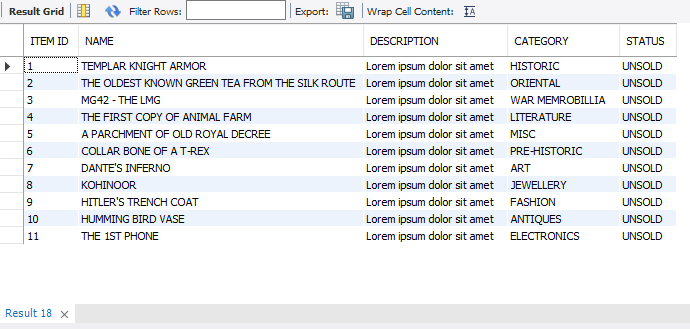 Result Grid Filter Rows: Export: Wrap Cell Content: IA
ITEM ID NAME DESCRIPTION CATEGORY STATUS
1 TEMPLAR KNIGHT ARMOR Lorem ipsum dolor sit amet HISTORIC UNSOLD
2 THE OLDEST KNOWN GREEN TEA FROM THE SILK ROUTE Lorem ipsum dolor sit amet ORIENTAL UNSOLD
3 MG42 - THE LMG Lorem ipsum dolor sit amet WAR MEMROBILLIA UNSOLD
4 THE FIRST COPY OF ANIMAL FARM Lorem ipsum dolor sit amet LITERATURE UNSOLD
5 A PARCHMENT OF OLD ROYAL DECREE Lorem ipsum dolor sit amet MISC UNSOLD
6 COLLAR BONE OF A T-REX Lorem ipsum dolor sit amet PRE-HISTORIC UNSOLD
7 DANTE'S INFERNO Lorem ipsum dolor sit amet ART UNSOLD
8 KOHINOOR Lorem ipsum dolor sit amet JEWELLERY UNSOLD
9 HITLER'S TRENCH COAT Lorem ipsum dolor sit amet FASHION UNSOLD
10 HUMMING BIRD VASE Lorem ipsum dolor sit amet ANTIQUES UNSOLD
11 THE 1ST PHONE Lorem ipsum dolor sit amet ELECTRONICS UNSOLD
Result 18